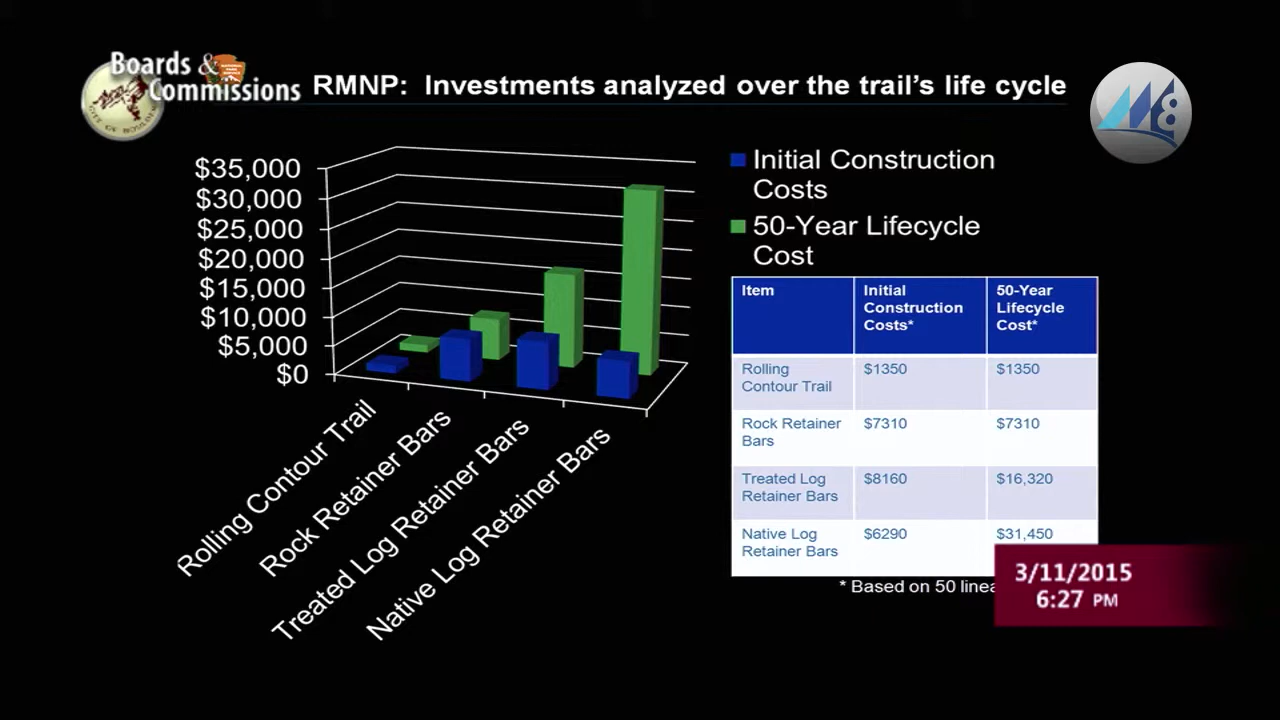 Boards &
Commissions
NATIONAL
PARK
SERVICE
RMNP: Investments analyzed over the trail's life cycle
M8
$35,000
$30,000
$25,000
$20,000
$15,000
$10,000
$5,000
$0
Rolling Contour Trail
Rock Retainer Bars
Treated Log Retainer Bars
Native Log Retainer Bars
Initial Construction
Costs
50-Year Lifecycle
Cost
Item
Initial
Construction
Costs*
50-Year
Lifecycle
Cost*
Rolling
Contour Trail
$1350
$1350
Rock Retainer
Bars
$7310
$7310
Treated Log
Retainer Bars
$8160
$16,320
Native Log
Retainer Bars
$6290
$31,450
* Based on 50 linea
3/11/2015
6:27 PM